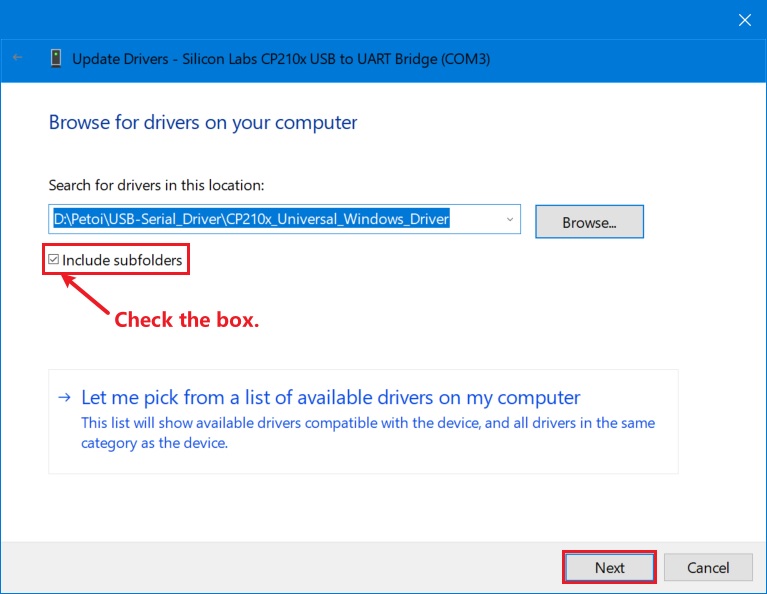 Update Drivers - Silicon Labs CP210x USB to UART Bridge (COM3)
Browse for drivers on your computer
Search for drivers in this location:
D:\Petoi\USB-Serial_Driver\CP210x_Universal_Windows_Driver
Browse...
Include subfolders
Check the box.
Let me pick from a list of available drivers on my computer
This list will show available drivers compatible with the device, and all drivers in the same
category as the device.
Next
Cancel